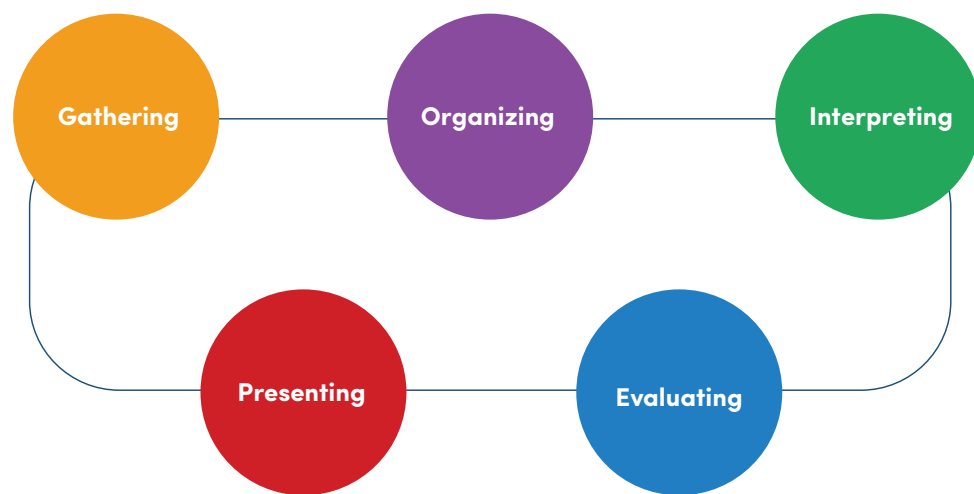 Gathering
Organizing
Interpreting
Presenting
Evaluating